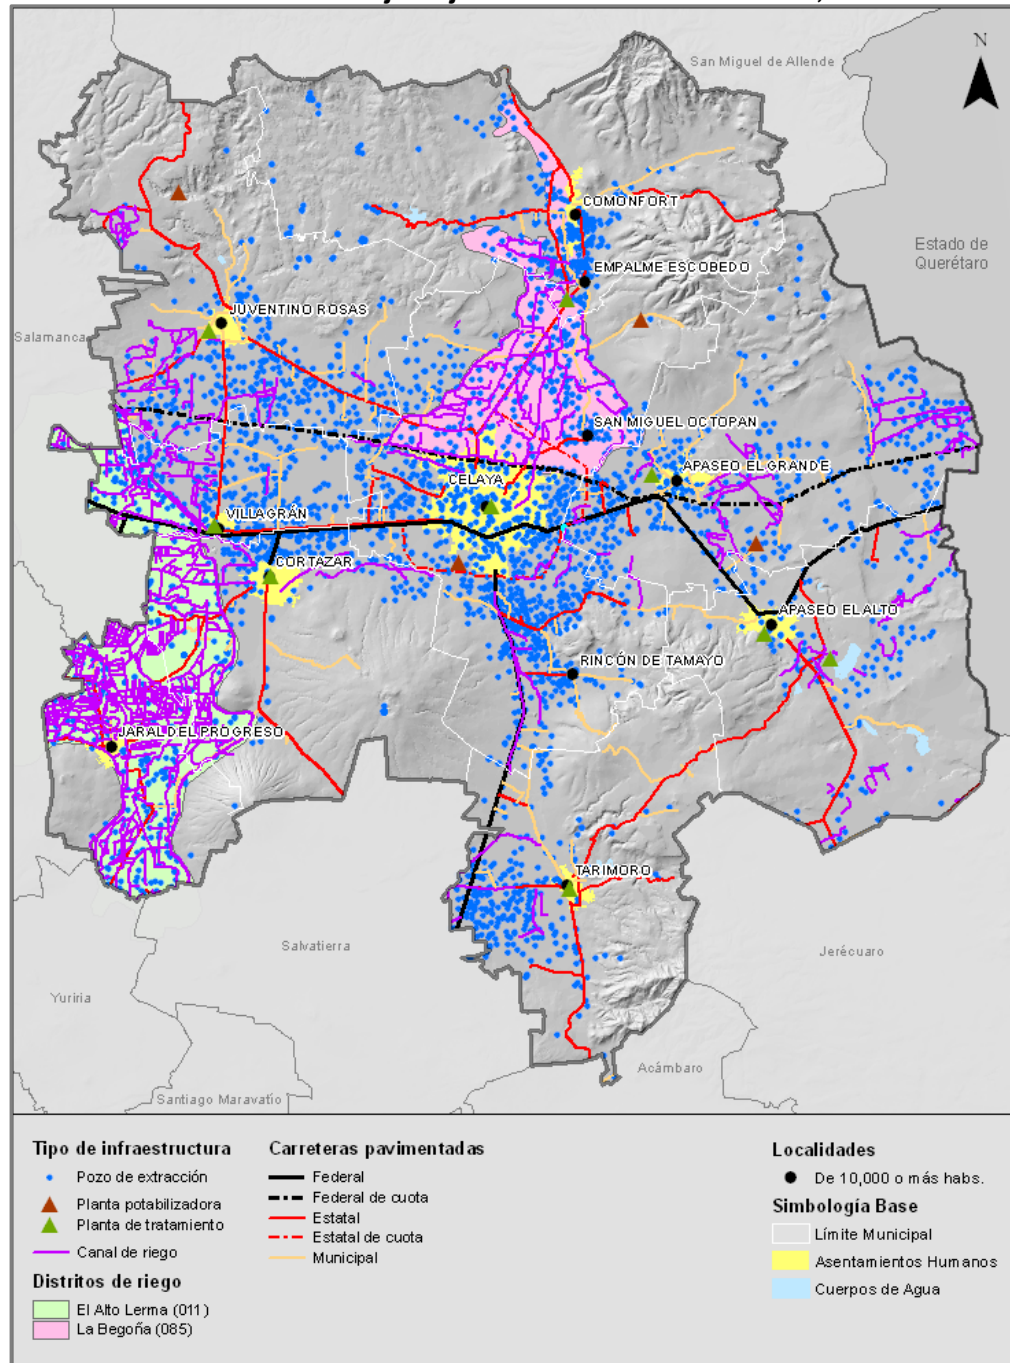 N
San Miguel de Allende
COMONFORT
Estado de
Querétaro
EMPALME ESCOBEDO
JUVENTINO ROSAS
Salamanca
SAN MIGUEL OCTOPAN
APASEO EL GRANDE
CELAYA
VILLAGRÁN
CORTAZAR
APASEO EL ALTO
RINCÓN DE TAMAYO
JARAL DEL PROGRESO
TARIMORO
Salvatierra
Jerécuaro
Yuriria
Acámbaro
Santiago Maravatío
Tipo de infraestructura
Pozo de extracción
Planta potabilizadora
Planta de tratamiento
Canal de riego
Distritos de riego
El Alto Lerma (011)
La Begoña (085)
Carreteras pavimentadas
Federal
Federal de cuota
Estatal
Estatal de cuota
Municipal
Localidades
De 10,000 o más habs.
Simbología Base
Límite Municipal
Asentamientos Humanos
Cuerpos de Agua